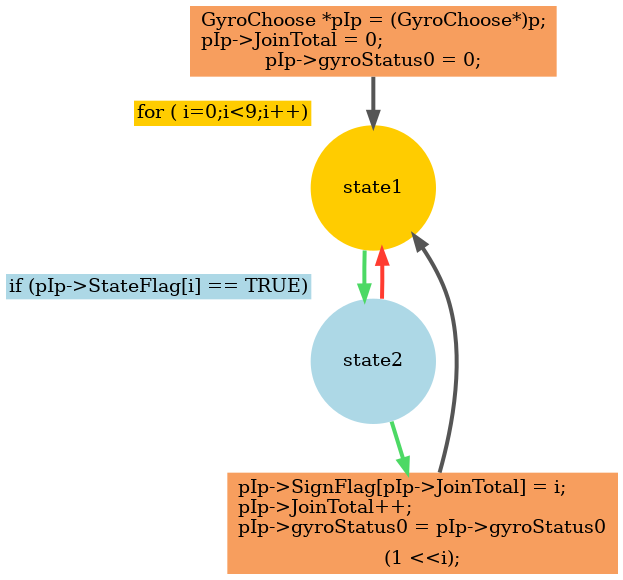 GyroChoose *pIp = (GyroChoose*)p;
pIp->JoinTotal = 0;
pIp->gyroStatus0 = 0;
for ( i=0;i<9;i++)
state1
if (pIp->StateFlag[i] == TRUE)
state2
pIp->SignFlag[pIp->JoinTotal] = i;
pIp->JoinTotal++;
pIp->gyroStatus0 = pIp->gyroStatus0
(1 <<i);